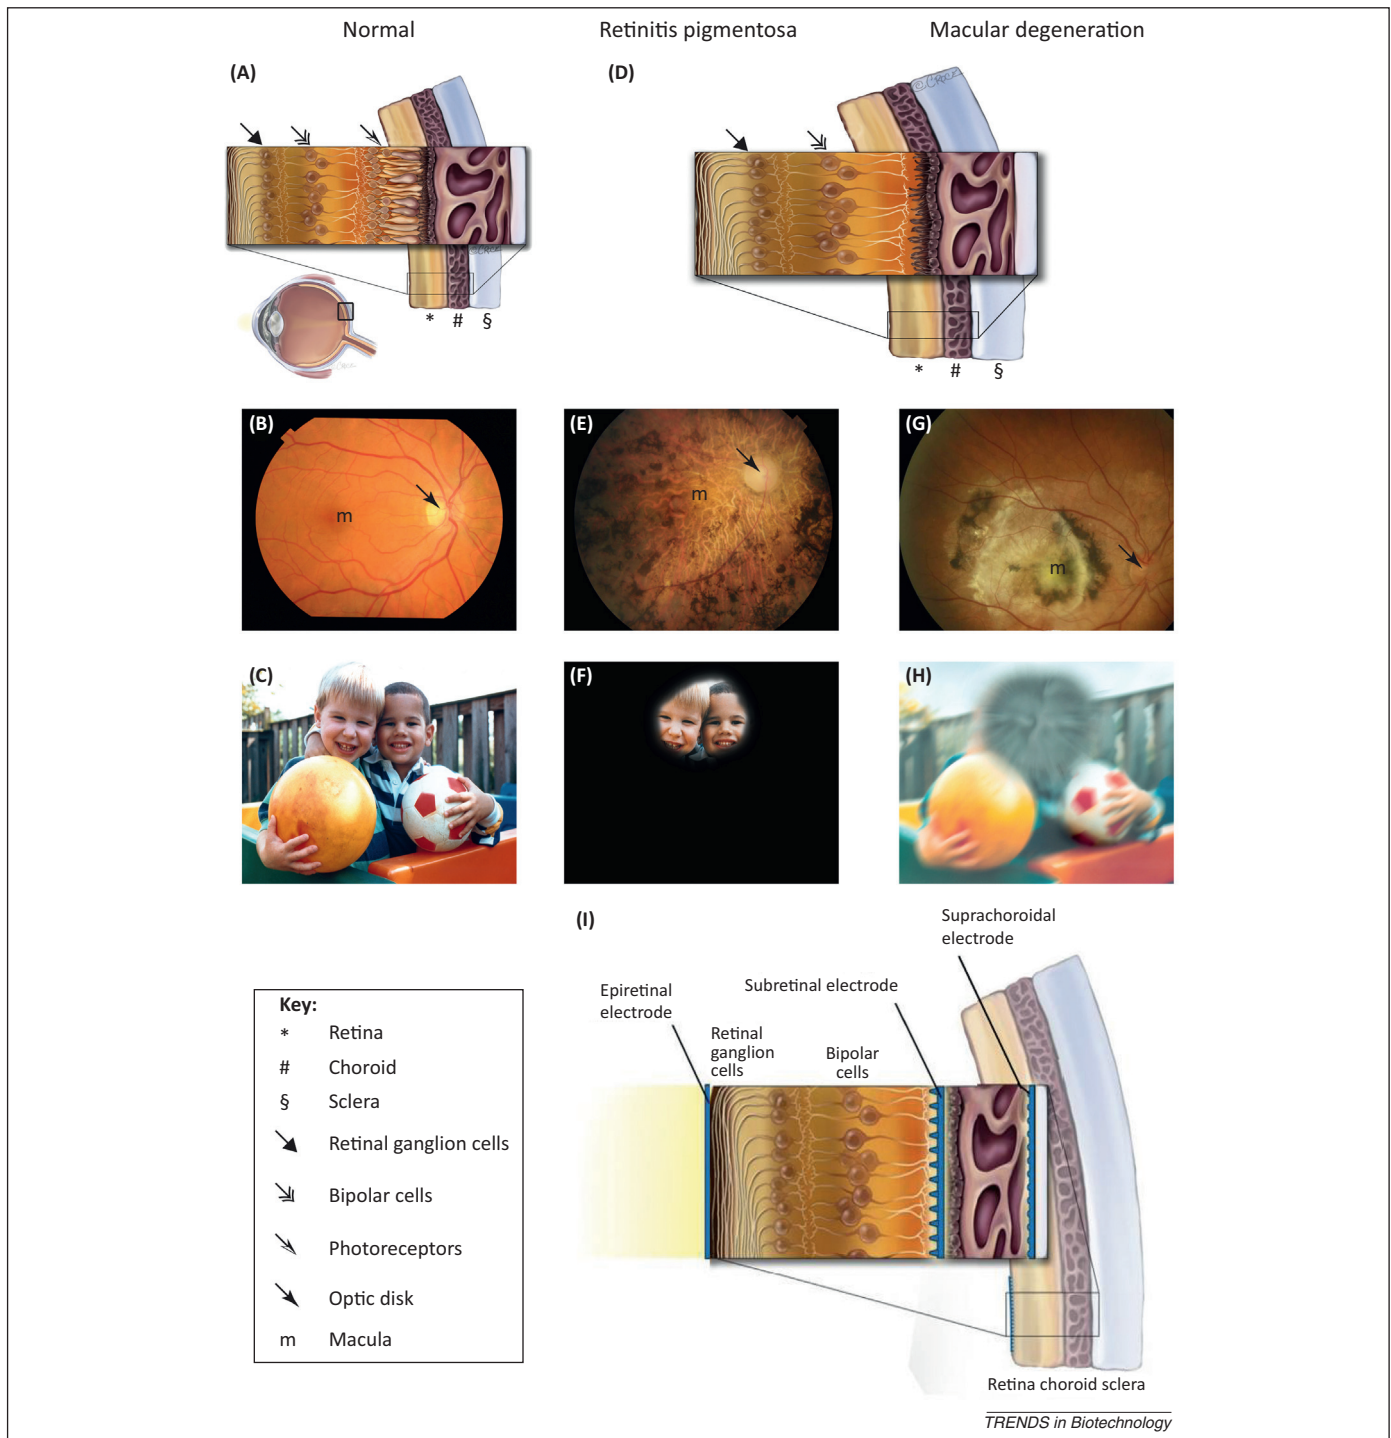 Normal
Retinitis pigmentosa
Macular degeneration
(A)
(D)
* # §
* # §
(B)
m
(E)
m
(G)
m
(C)
(F)
(H)
(I)
Suprachoroidal
electrode
Subretinal electrode
Epiretinal
electrode
Retinal
ganglion
cells
Bipolar
cells
Retina choroid sclera
Key:
* Retina
# Choroid
§ Sclera
Retinal ganglion cells
Bipolar cells
Photoreceptors
Optic disk
m Macula
TRENDS in Biotechnology